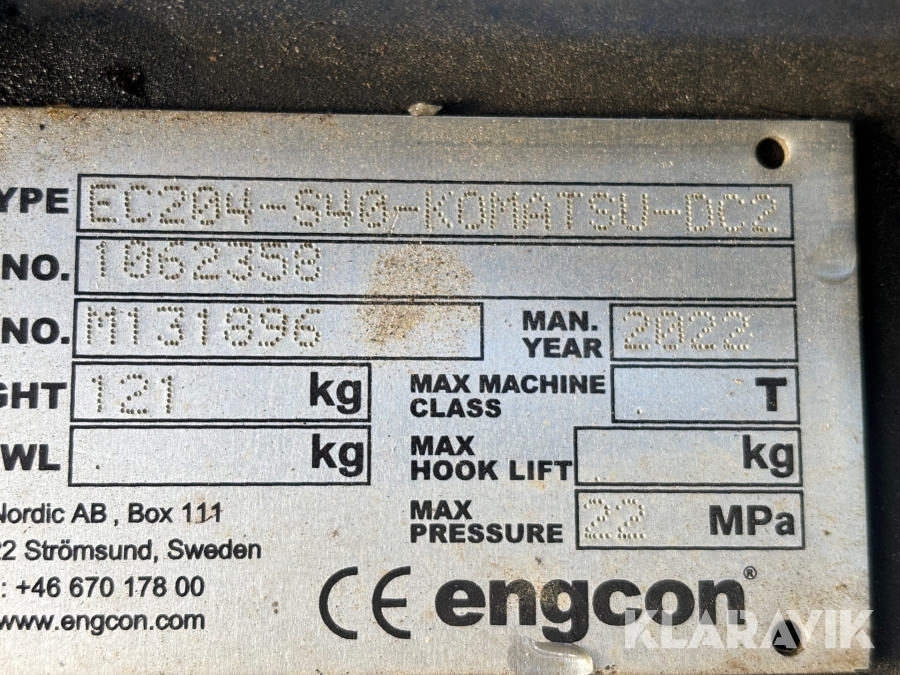 YPE EC204-S40-KOMATSU-DC2
NO. 1062358
NO. M131896 MAN. YEAR 2022
GHT 121 kg MAX MACHINE CLASS T
WL kg MAX HOOK LIFT kg
MAX PRESSURE 22 MPa
Nordic AB , Box 111
22 Strömsund, Sweden
: +46 670 178 00
www.engcon.com
CE engcon®
KLARAVIK